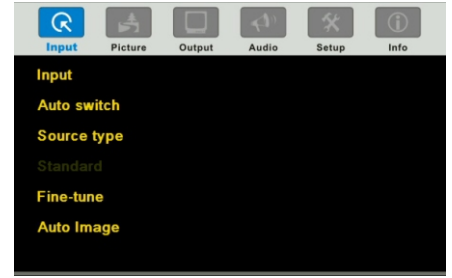 Input Picture Output Audio Setup Info
Input
Auto switch
Source type
Standard
Fine-tune
Auto Image